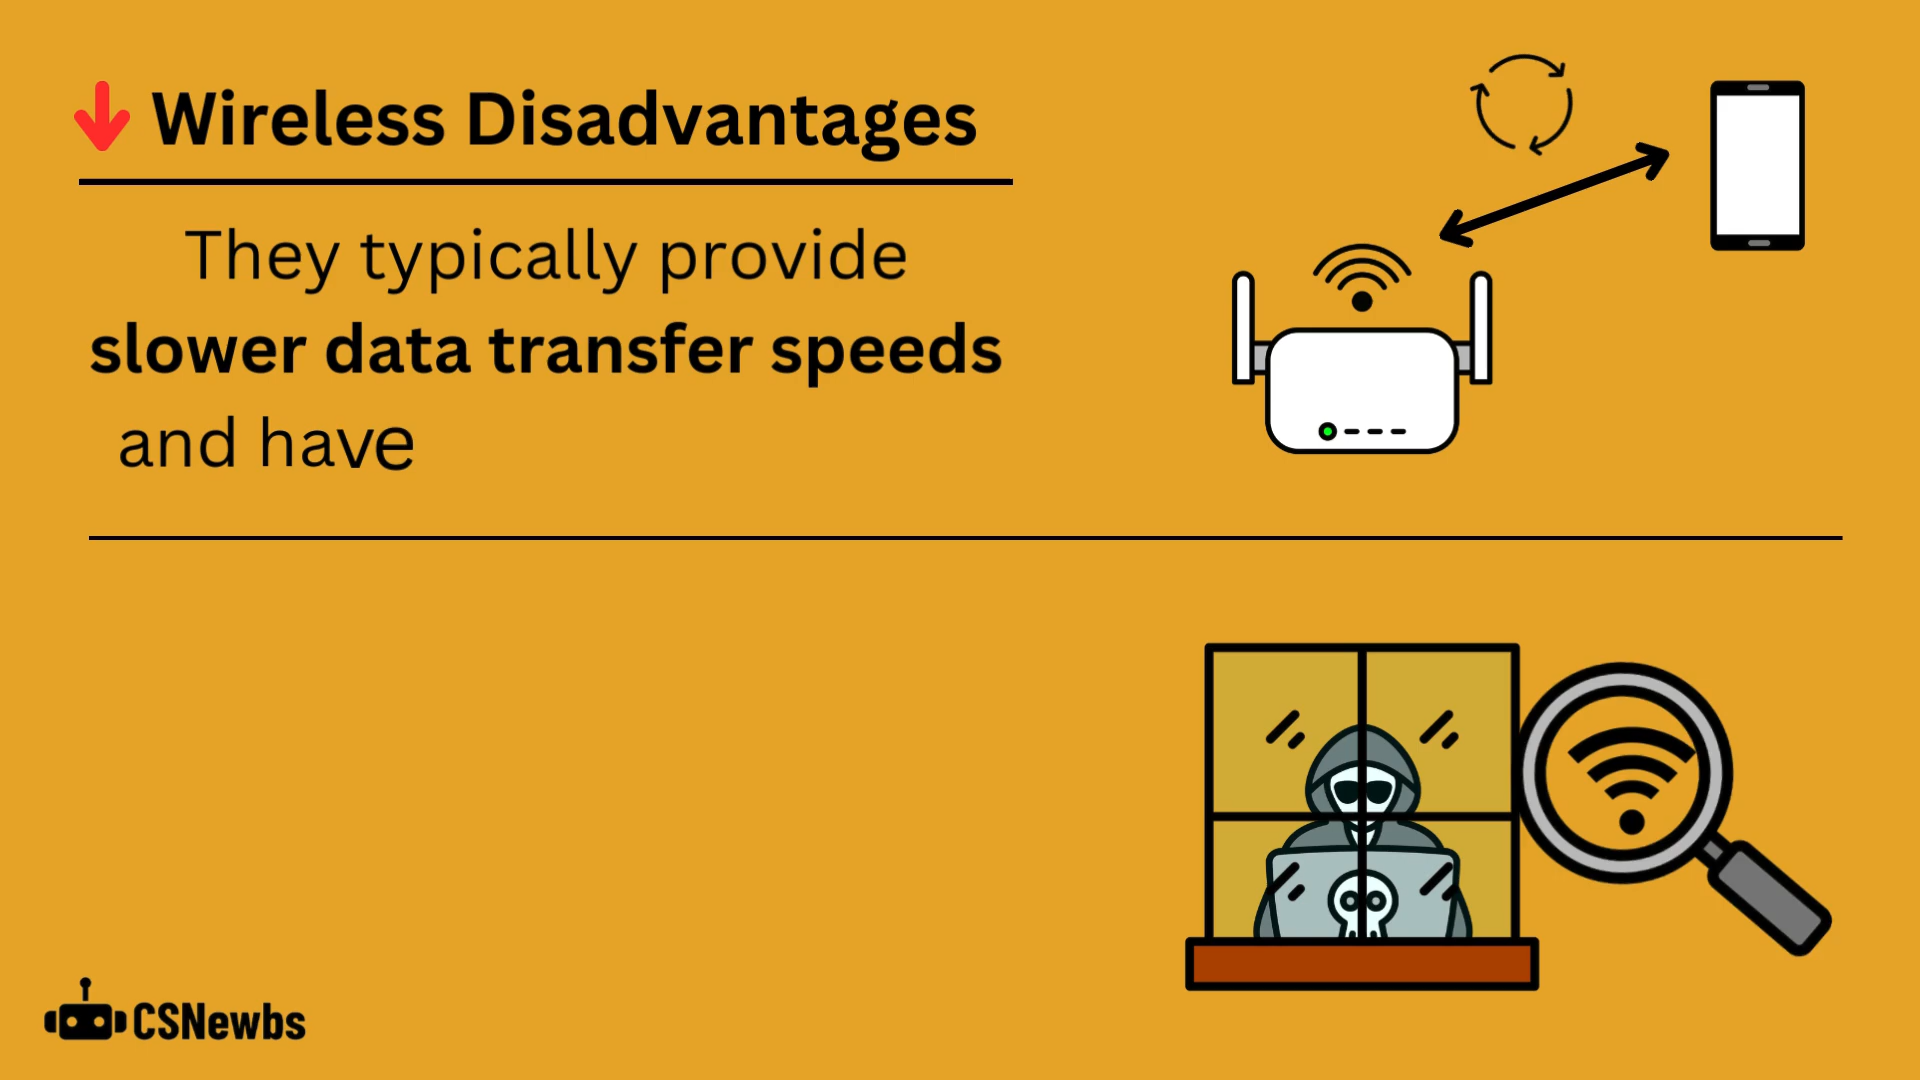 Wireless Disadvantages
They typically provide
slower data transfer speeds
and have
CSNewbs